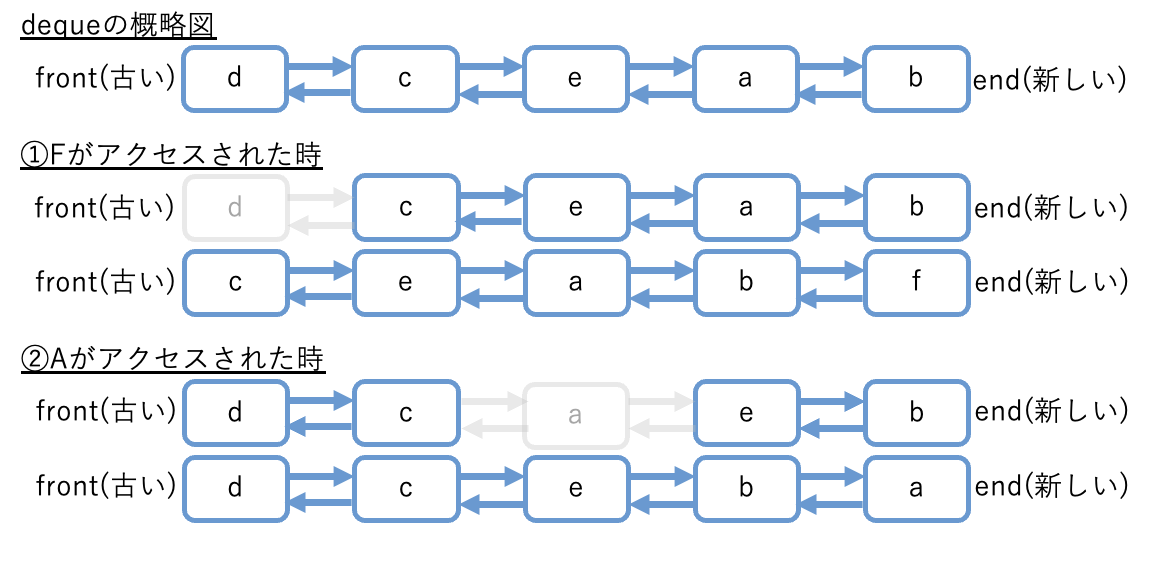 dequeの概略図
front(古い) d c e a b end(新しい)
①Fがアクセスされた時
front(古い) d c e a b end(新しい)
front(古い) c e a b f end(新しい)
②Aがアクセスされた時
front(古い) d c a e b end(新しい)
front(古い) d c e b a end(新しい)